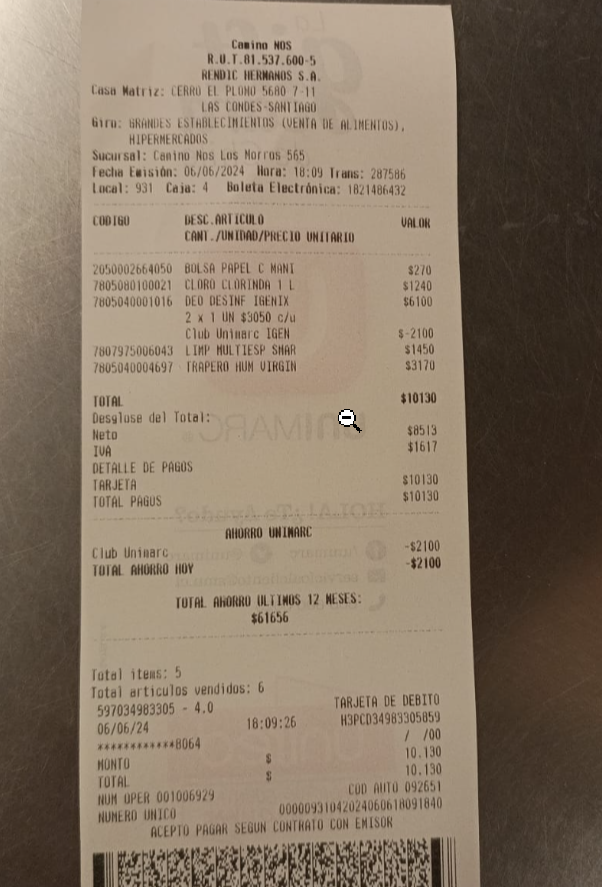 Camino NOS
R.U.T.81.537.600-5
RENDIC HERMANOS S.A.
Casa Matriz: CERRO EL PLOMO 5680 7-11
LAS CONDES-SANTIAGO
Giro: GRANDES ESTABLECIMIENTOS (VENTA DE ALIMENTOS),
HIPERMERCADOS
Sucursal: Camino Nos Los Morros 565
Fecha Emisión: 06/06/2024 Hora: 18:09 Trans: 287586
Local: 931 Caja: 4 Boleta Electrónica: 1821486432
CODIGO DESC.ARTICULO VALOR
CANT./UNIDAD/PRECIO UNITARIO
2050002664050 BOLSA PAPEL C MANI $270
7805080100021 CLORO CLORINDA 1 L $1240
7805040001016 DEO DESINF IGENIX $6100
2 x 1 UN $3050 c/u
Club Unimarc IGEN $-2100
7807975006043 LIMP MULTIESP SMAR $1450
7805040004697 TRAPERO HUM VIRGIN $3170
TOTAL $10130
Desglose del Total:
Neto $8513
IVA $1617
DETALLE DE PAGOS
TARJETA $10130
TOTAL PAGOS $10130
AHORRO UNIMARC
Club Unimarc -$2100
TOTAL AHORRO HOY -$2100
TOTAL AHORRO ULTIMOS 12 MESES:
$61656
Total items: 5
Total articulos vendidos: 6
597034983305 - 4.0 TARJETA DE DEBITO
06/06/24 18:09:26 H3PCD34983305859
************8064 / /00
MONTO $ 10.130
TOTAL $ 10.130
NUM OPER 001006929 COD AUTO 092651
NUMERO UNICO 00000931042024060618091840
ACEPTO PAGAR SEGUN CONTRATO CON EMISOR